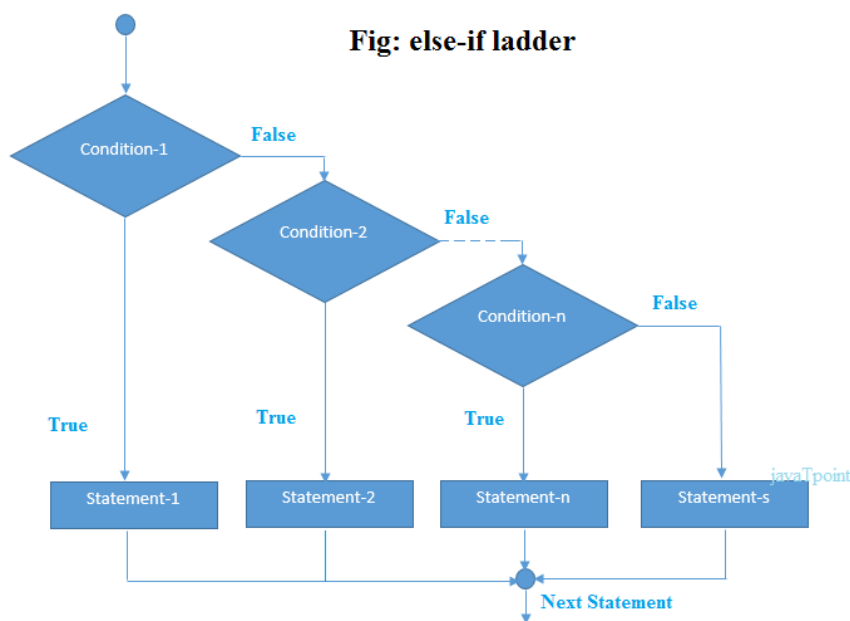 Fig: else-if ladder
Condition-1
False
Condition-2
False
Condition-n
False
True
True
True
Statement-1
Statement-2
Statement-n
Statement-s
javaTpoint
Next Statement